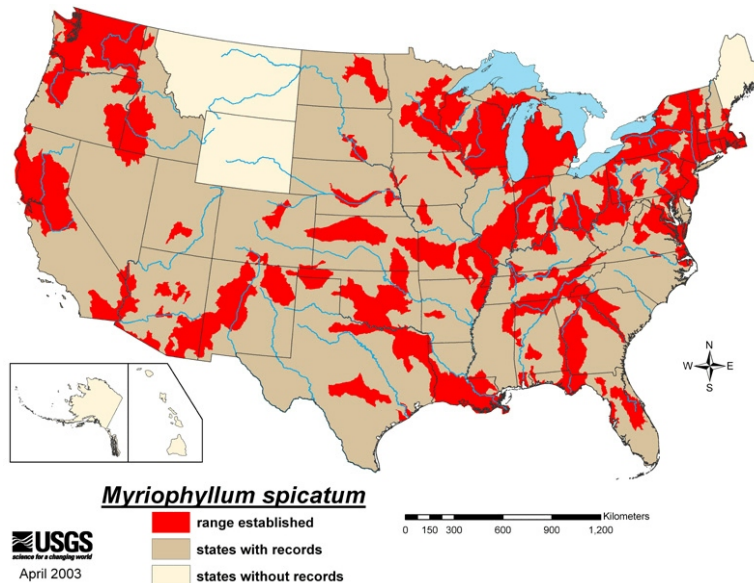 N
W E
S
Myriophyllum spicatum
range established
states with records
states without records
Kilometers
0 150 300 600 900 1,200
USGS
science for a changing world
April 2003